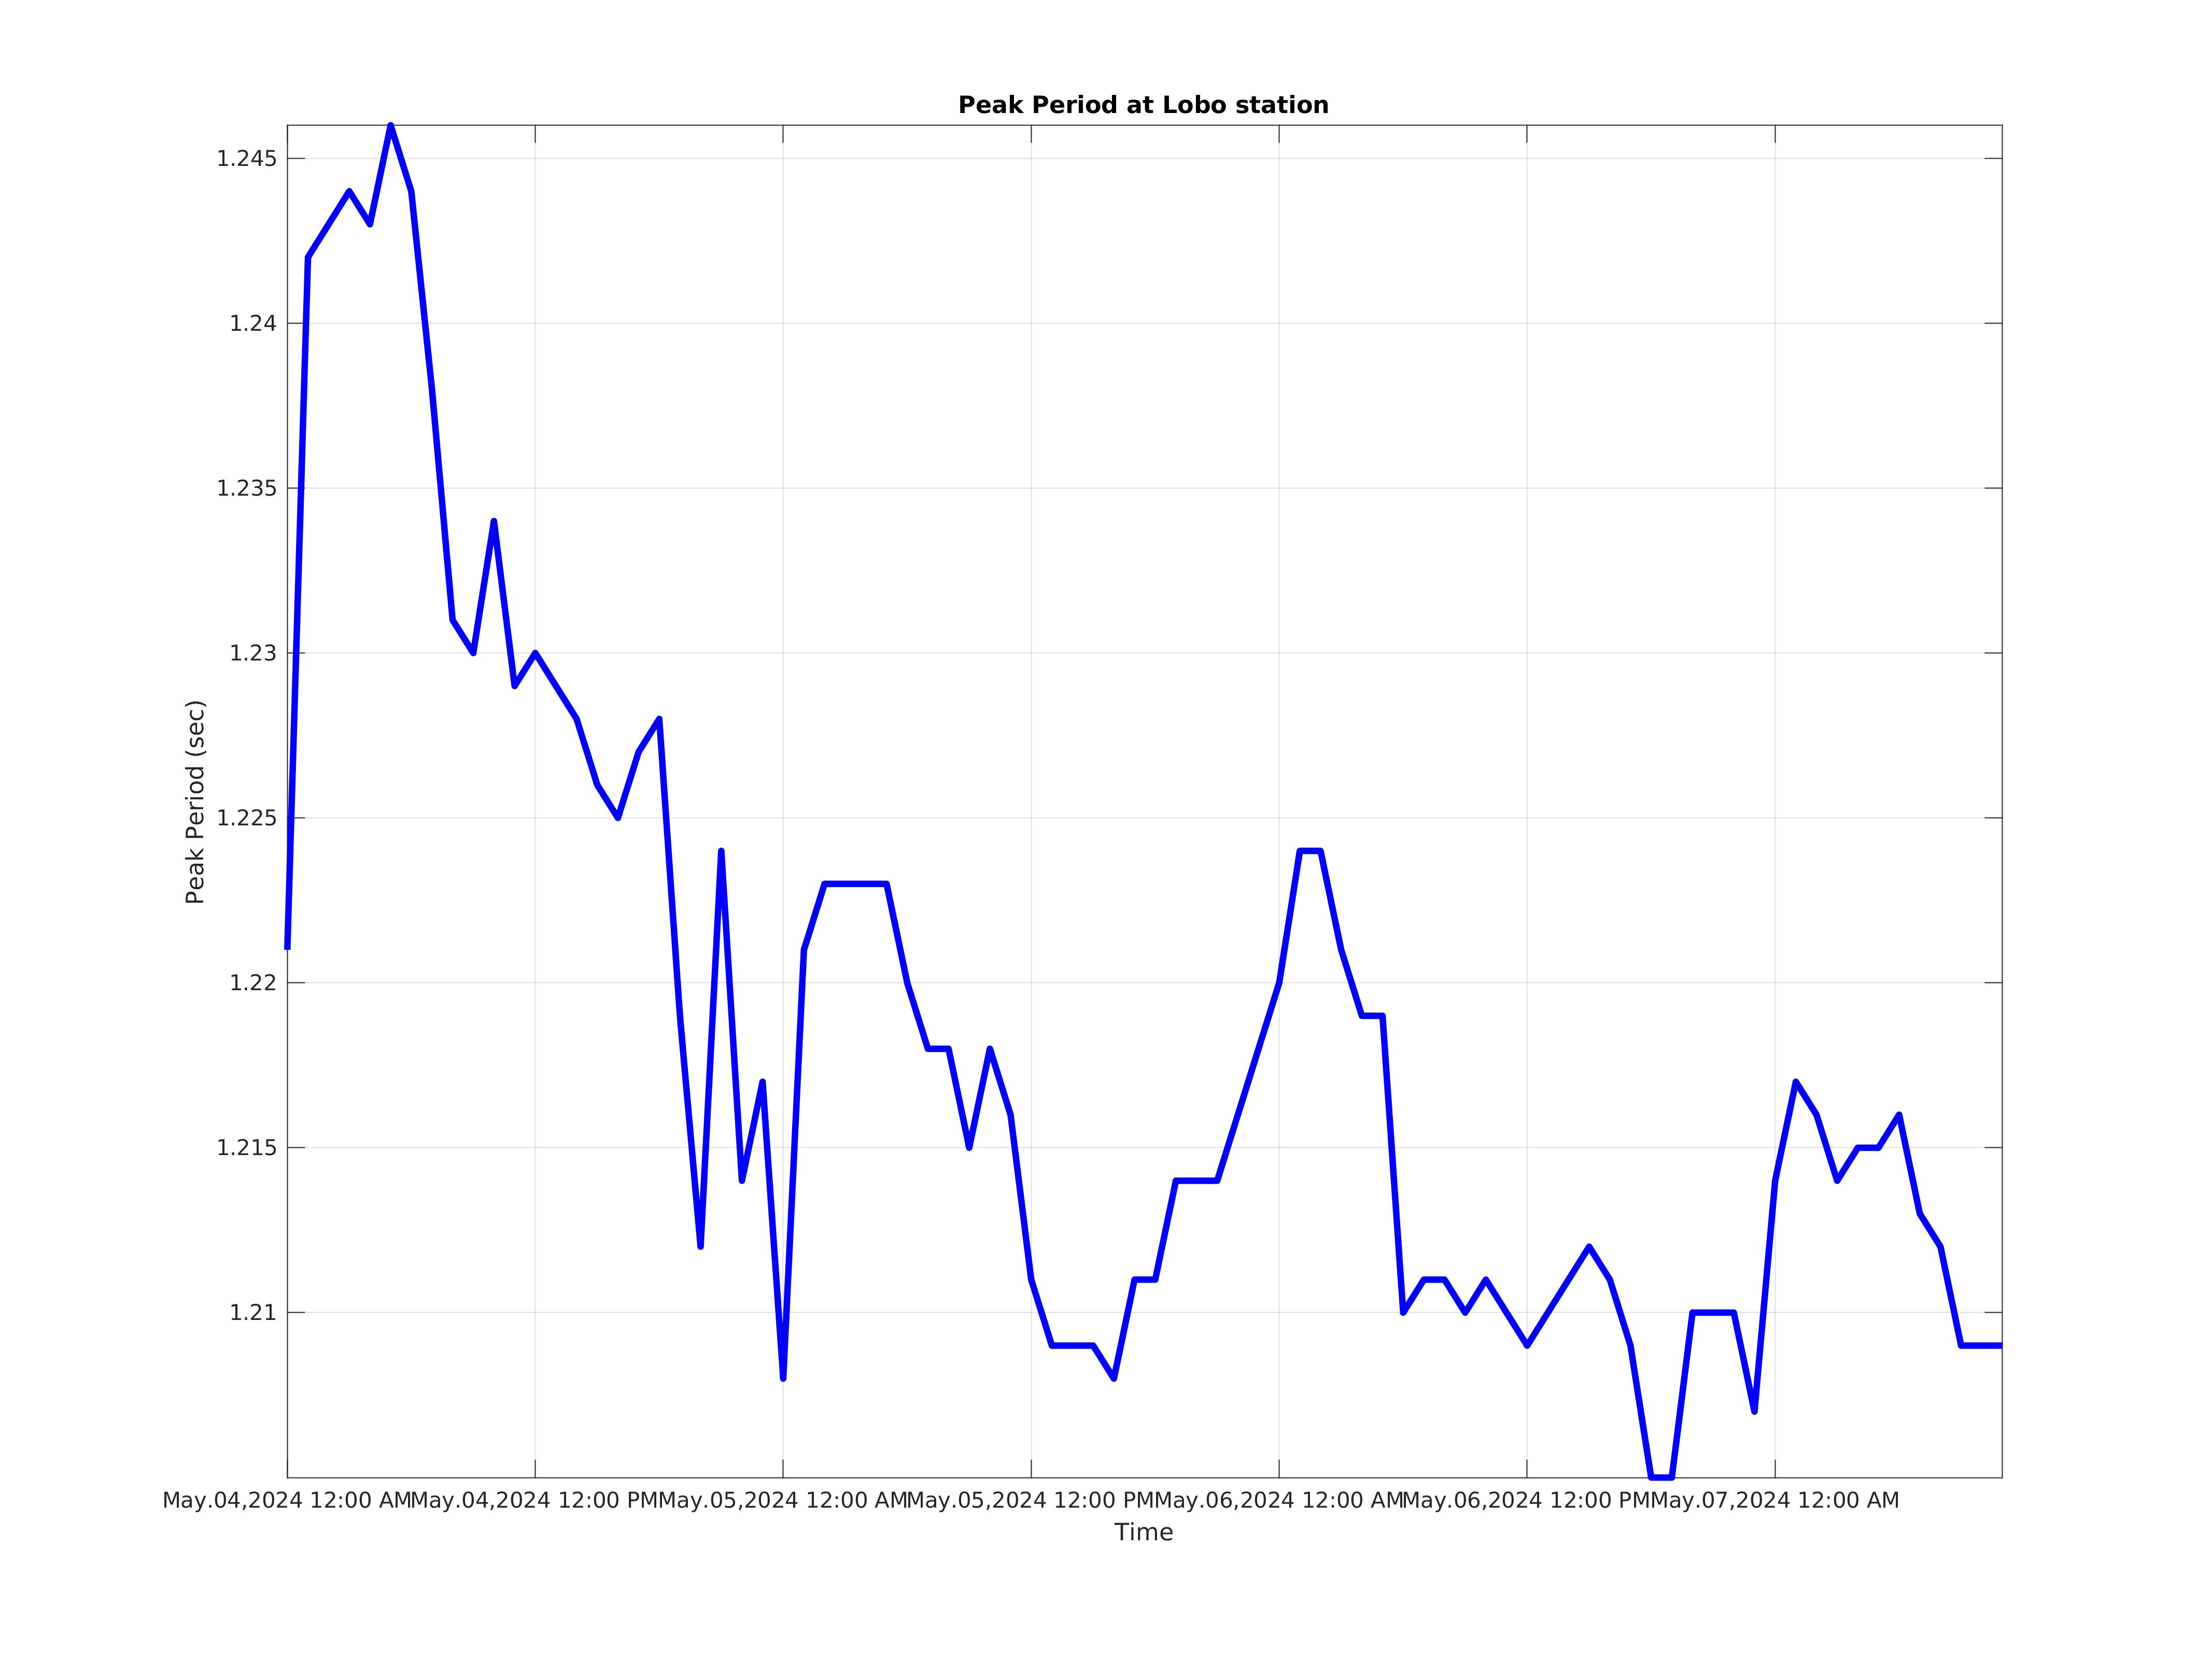 Peak Period at Lobo station
1.245
1.24
1.235
1.23
1.225
1.22
1.215
1.21
Peak Period (sec)
May.04,2024 12:00 AM May.04,2024 12:00 PM May.05,2024 12:00 AM May.05,2024 12:00 PM May.06,2024 12:00 AM May.06,2024 12:00 PM May.07,2024 12:00 AM
Time